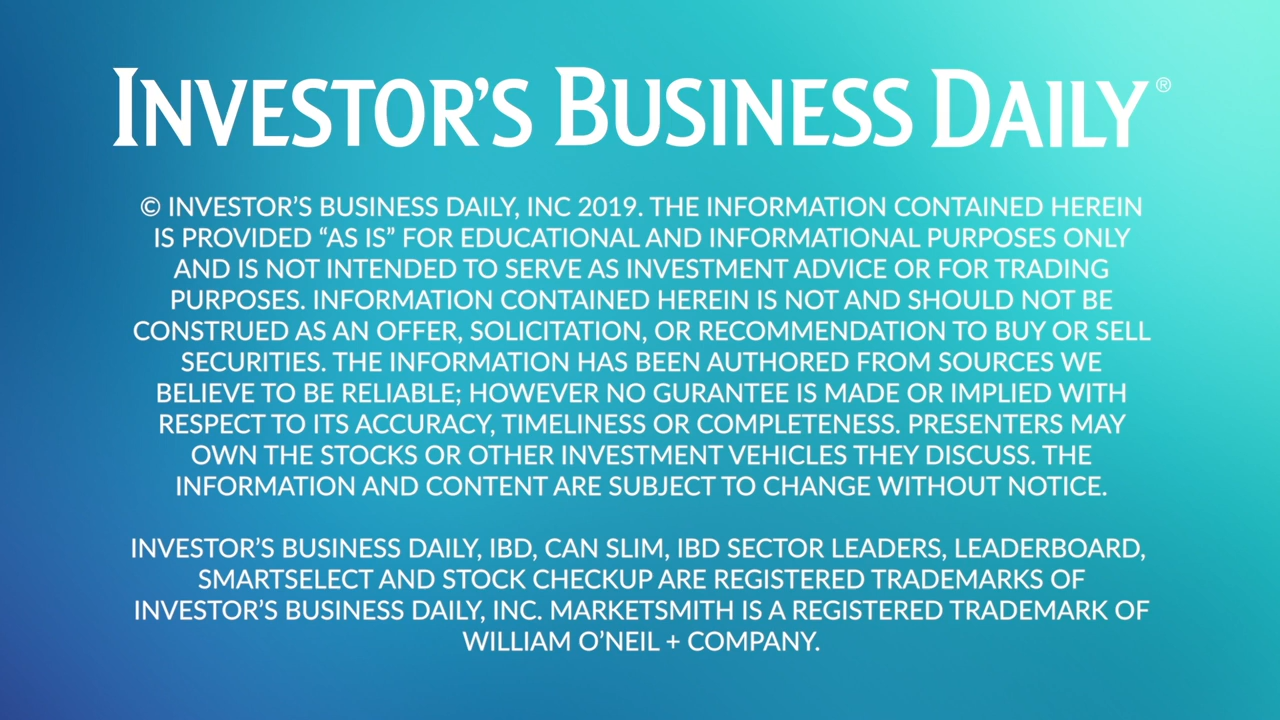 INVESTOR'S BUSINESS DAILY®
© INVESTOR'S BUSINESS DAILY, INC 2019. THE INFORMATION CONTAINED HEREIN
IS PROVIDED “AS IS” FOR EDUCATIONAL AND INFORMATIONAL PURPOSES ONLY
AND IS NOT INTENDED TO SERVE AS INVESTMENT ADVICE OR FOR TRADING
PURPOSES. INFORMATION CONTAINED HEREIN IS NOT AND SHOULD NOT BE
CONSTRUED AS AN OFFER, SOLICITATION, OR RECOMMENDATION TO BUY OR SELL
SECURITIES. THE INFORMATION HAS BEEN AUTHORED FROM SOURCES WE
BELIEVE TO BE RELIABLE; HOWEVER NO GURANTEE IS MADE OR IMPLIED WITH
RESPECT TO ITS ACCURACY, TIMELINESS OR COMPLETENESS. PRESENTERS MAY
OWN THE STOCKS OR OTHER INVESTMENT VEHICLES THEY DISCUSS. THE
INFORMATION AND CONTENT ARE SUBJECT TO CHANGE WITHOUT NOTICE.
INVESTOR'S BUSINESS DAILY, IBD, CAN SLIM, IBD SECTOR LEADERS, LEADERBOARD,
SMARTSELECT AND STOCK CHECKUP ARE REGISTERED TRADEMARKS OF
INVESTOR'S BUSINESS DAILY, INC. MARKETSMITH IS A REGISTERED TRADEMARK OF
WILLIAM O'NEIL + COMPANY.